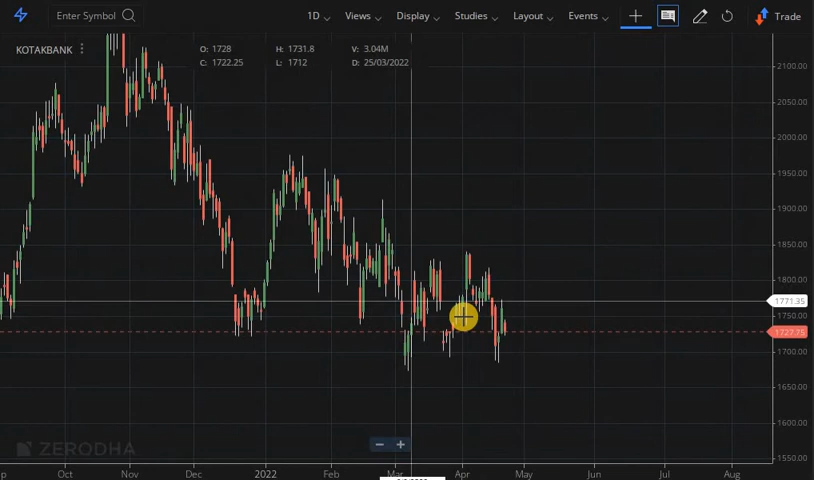 Enter Symbol 1D Views Display Studies Layout Events Trade
KOTAKBANK O: 1728 H: 1731.8 V: 3.04M
C: 1722.25 L: 1712 D: 25/03/2022
2100.00
2050.00
2000.00
1950.00
1900.00
1850.00
1800.00
1771.35
1750.00
1727.75
1700.00
1650.00
1600.00
1550.00
ZERODHA
Oct Nov Dec 2022 Feb Mar Apr May Jun Jul Aug